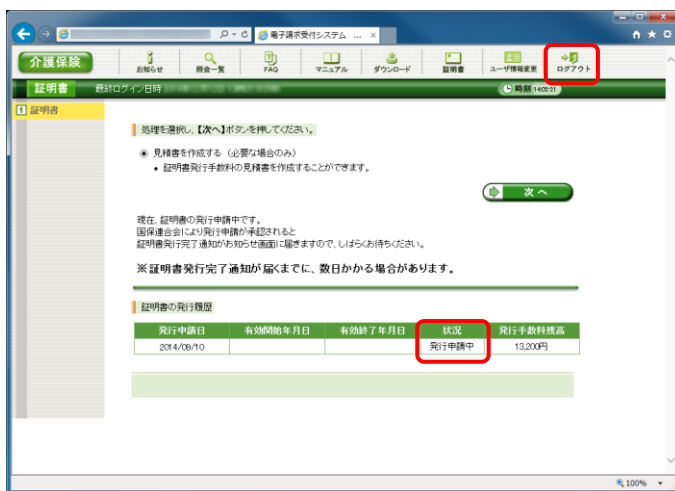 電子請求受付システム ...
介護保険
お知らせ
照会一覧
FAQ
マニュアル
ダウンロード
証明書
ユーザ情報変更
ログアウト
証明書 最終ログイン日時
時刻 14:02:21
1 証明書
処理を選択し、【次へ】ボタンを押してください。
見積書を作成する（必要な場合のみ）
・ 証明書発行手数料の見積書を作成することができます。
次へ
現在、証明書の発行申請中です。
国保連合会により発行申請が承認されると
証明書発行完了通知がお知らせ画面に届きますので、しばらくお待ちください。
※証明書発行完了通知が届くまでに、数日かかる場合があります。
証明書の発行履歴
発行申請日 有効開始年月日 有効終了年月日 状況 発行手数料残高
2014/09/10 発行申請中 13,200円
100%